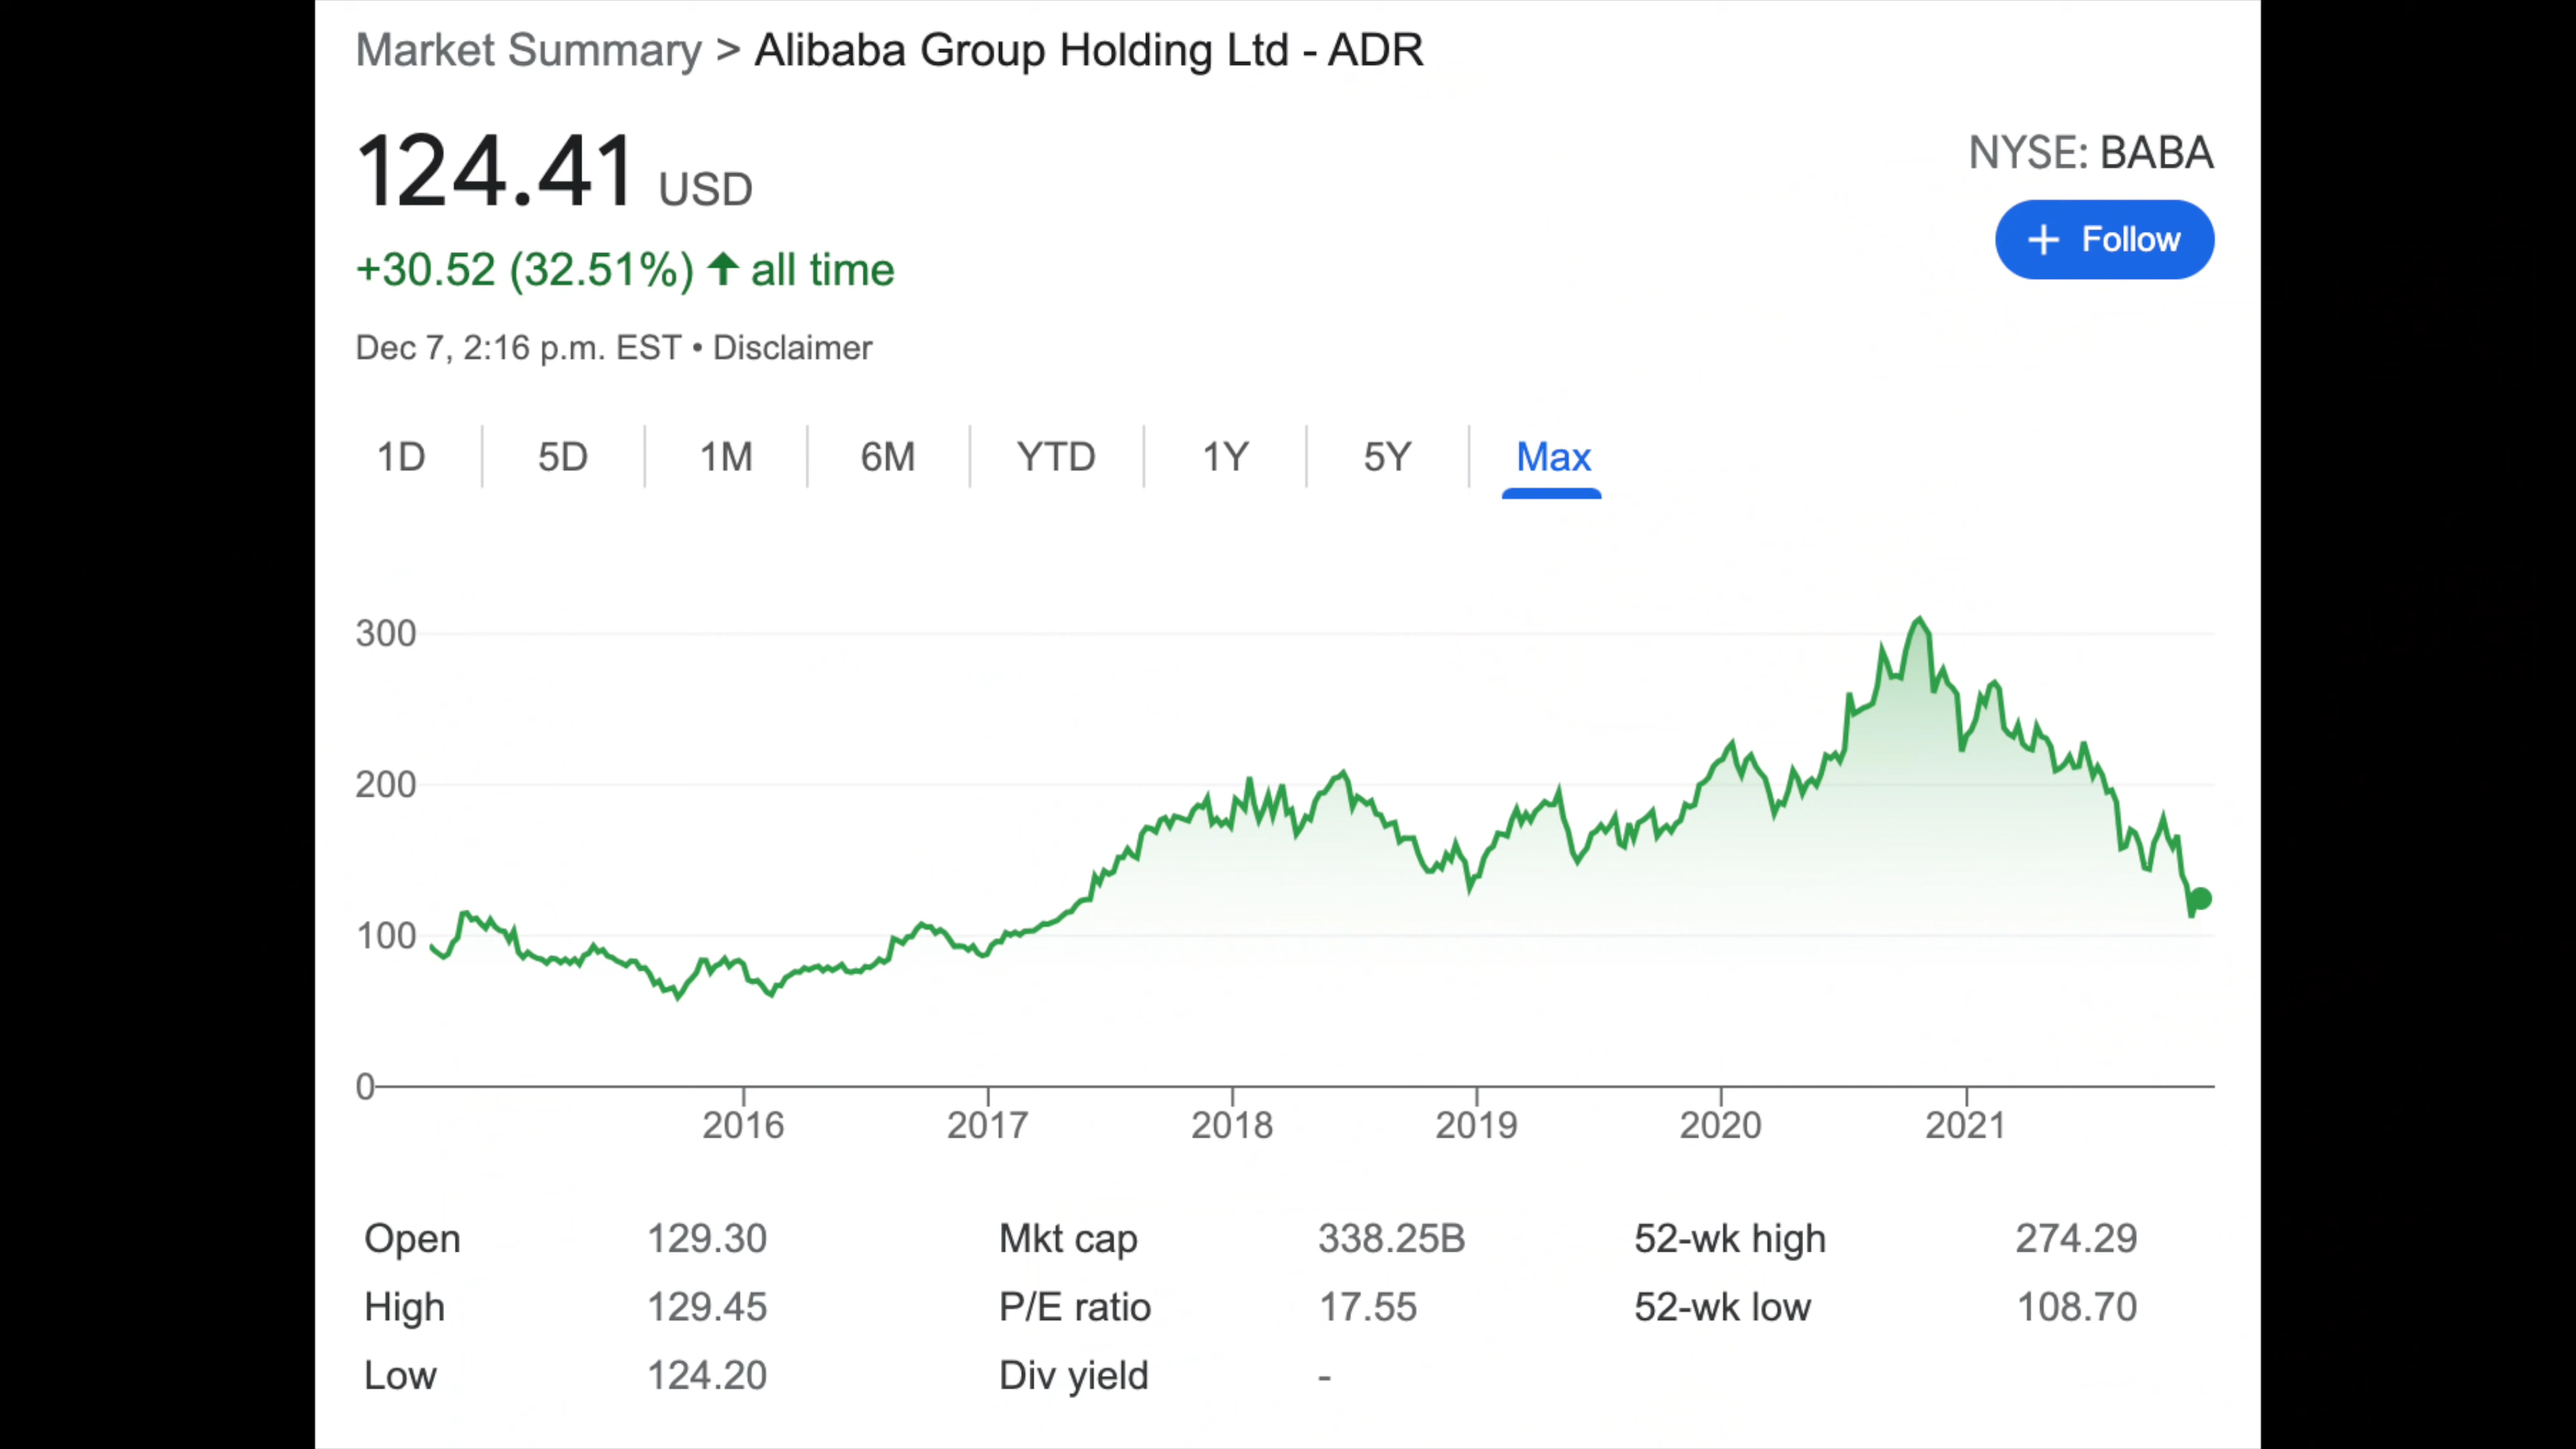 Market Summary > Alibaba Group Holding Ltd - ADR
124.41 USD
NYSE: BABA
+ Follow
+30.52 (32.51%) ↑ all time
Dec 7, 2:16 p.m. EST • Disclaimer
1D 5D 1M 6M YTD 1Y 5Y Max
300
200
100
0
2016 2017 2018 2019 2020 2021
Open 129.30 Mkt cap 338.25B 52-wk high 274.29
High 129.45 P/E ratio 17.55 52-wk low 108.70
Low 124.20 Div yield -